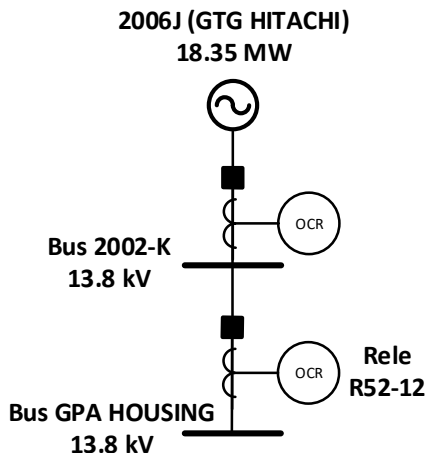 2006J (GTG HITACHI)
18.35 MW
OCR
Bus 2002-K
13.8 kV
OCR
Rele
R52-12
Bus GPA HOUSING
13.8 kV